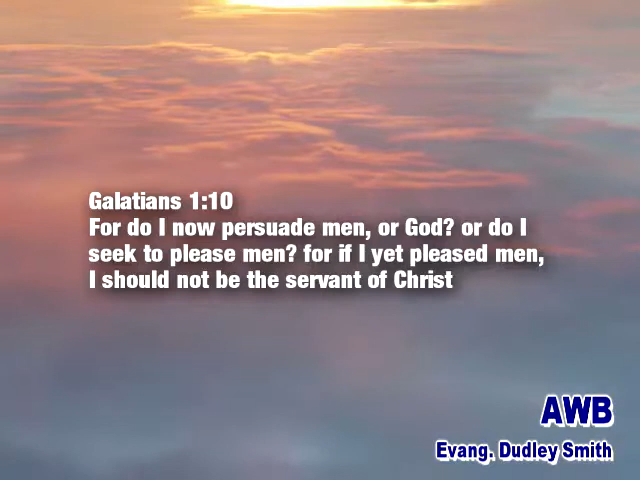 Galatians 1:10
For do I now persuade men, or God? or do I
seek to please men? for if I yet pleased men,
I should not be the servant of Christ
AWB
Evang. Dudley Smith